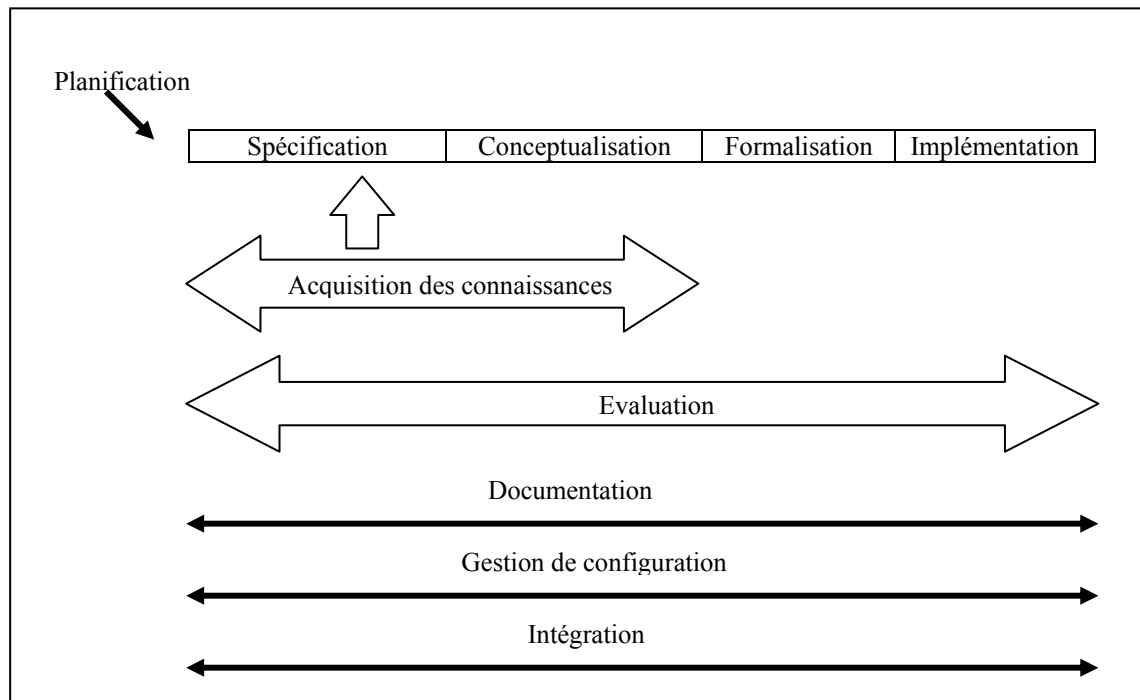 Planification
Spécification Conceptualisation Formalisation Implémentation
Acquisition des connaissances
Evaluation
Documentation
Gestion de configuration
Intégration